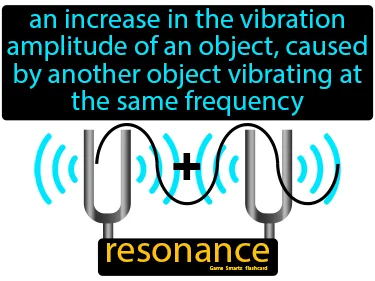 an increase in the vibration
amplitude of an object, caused
by another object vibrating at
the same frequency
+
resonance
Game Smartz flashcard